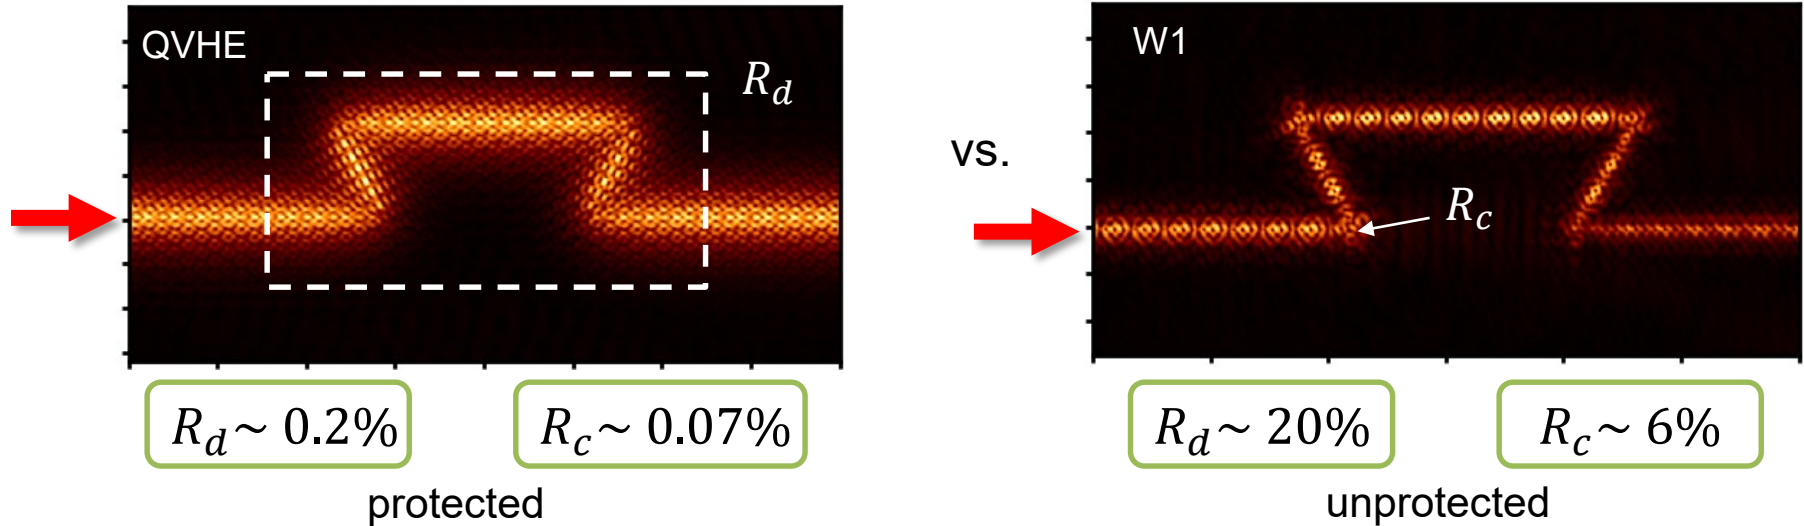 QVHE
R_d
R_d ~ 0.2%
R_c ~ 0.07%
protected
vs.
W1
R_c
R_d ~ 20%
R_c ~ 6%
unprotected